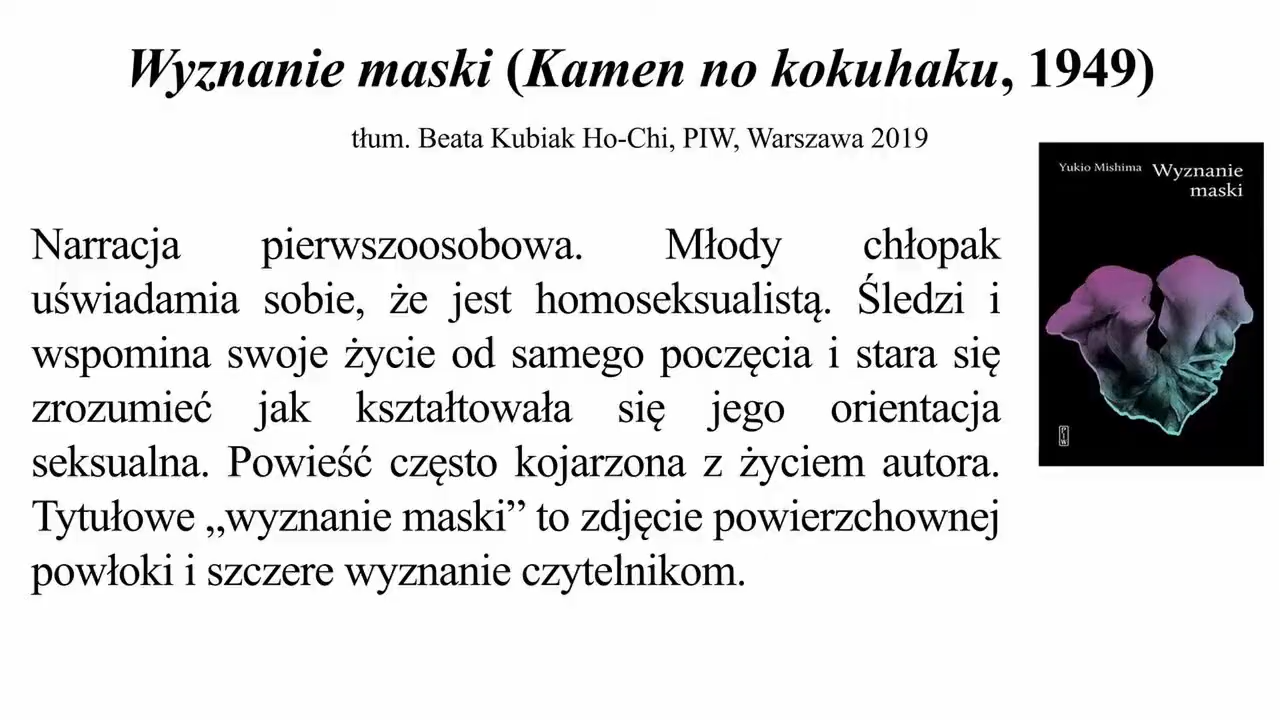 Wyznanie maski (Kamen no kokuhaku, 1949)
tłum. Beata Kubiak Ho-Chi, PIW, Warszawa 2019
Narracja pierwszoosobowa. Młody chłopak
uświadamia sobie, że jest homoseksualistą. Śledzi i
wspomina swoje życie od samego poczęcia i stara się
zrozumieć jak kształtowała się jego orientacja
seksualna. Powieść często kojarzona z życiem autora.
Tytułowe „wyznanie maski” to zdjęcie powierzchownej
powłoki i szczere wyznanie czytelnikom.
Yukio Mishima
Wyznanie
maski
PIW